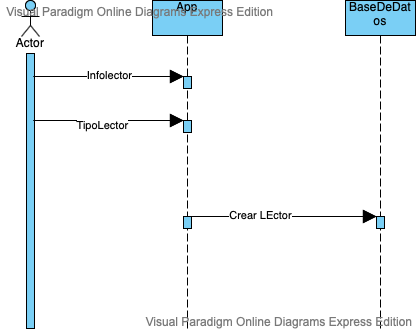 Visual Paradigm Online Diagrams Express Edition
App
BaseDeDat
os
Actor
Infolector
TipoLector
Crear LEctor
Visual Paradigm Online Diagrams Express Edition